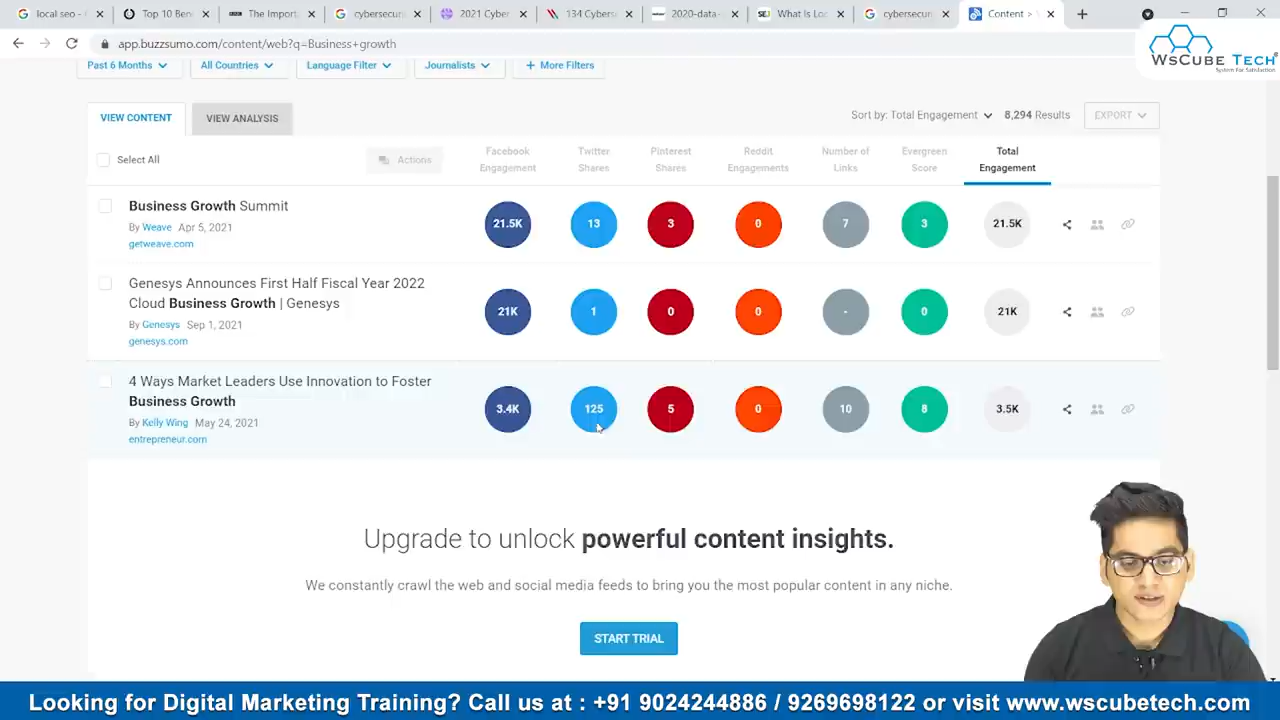 local seo - G
Top 10 Ben
The Importa
cybersecurit
2021 Cyber
134 Cyberse
2020-data-
What Is Loc
cybersecuri
Content >
app.buzzsumo.com/content/web?q=Business+growth
WsCube Tech®
System For Satisfaction
Past 6 Months
All Countries
Language Filter
Journalists
+ More Filters
VIEW CONTENT
VIEW ANALYSIS
Sort by: Total Engagement
8,294 Results
EXPORT
Select All
Actions
Facebook Engagement
Twitter Shares
Pinterest Shares
Reddit Engagements
Number of Links
Evergreen Score
Total Engagement
Business Growth Summit
By Weave Apr 5, 2021
getweave.com
21.5K 13 3 0 7 3 21.5K
Genesys Announces First Half Fiscal Year 2022
Cloud Business Growth | Genesys
By Genesys Sep 1, 2021
genesys.com
21K 1 0 0 - 0 21K
4 Ways Market Leaders Use Innovation to Foster
Business Growth
By Kelly Wing May 24, 2021
entrepreneur.com
3.4K 125 5 0 10 8 3.5K
Upgrade to unlock powerful content insights.
We constantly crawl the web and social media feeds to bring you the most popular content in any niche.
START TRIAL
Looking for Digital Marketing Training? Call us at : +91 9024244886 / 9269698122 or visit www.wscubetech.com